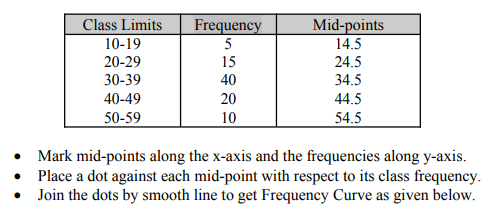 Class Limits Frequency Mid-points
10-19 5 14.5
20-29 15 24.5
30-39 40 34.5
40-49 20 44.5
50-59 10 54.5
• Mark mid-points along the x-axis and the frequencies along y-axis.
• Place a dot against each mid-point with respect to its class frequency.
• Join the dots by smooth line to get Frequency Curve as given below.